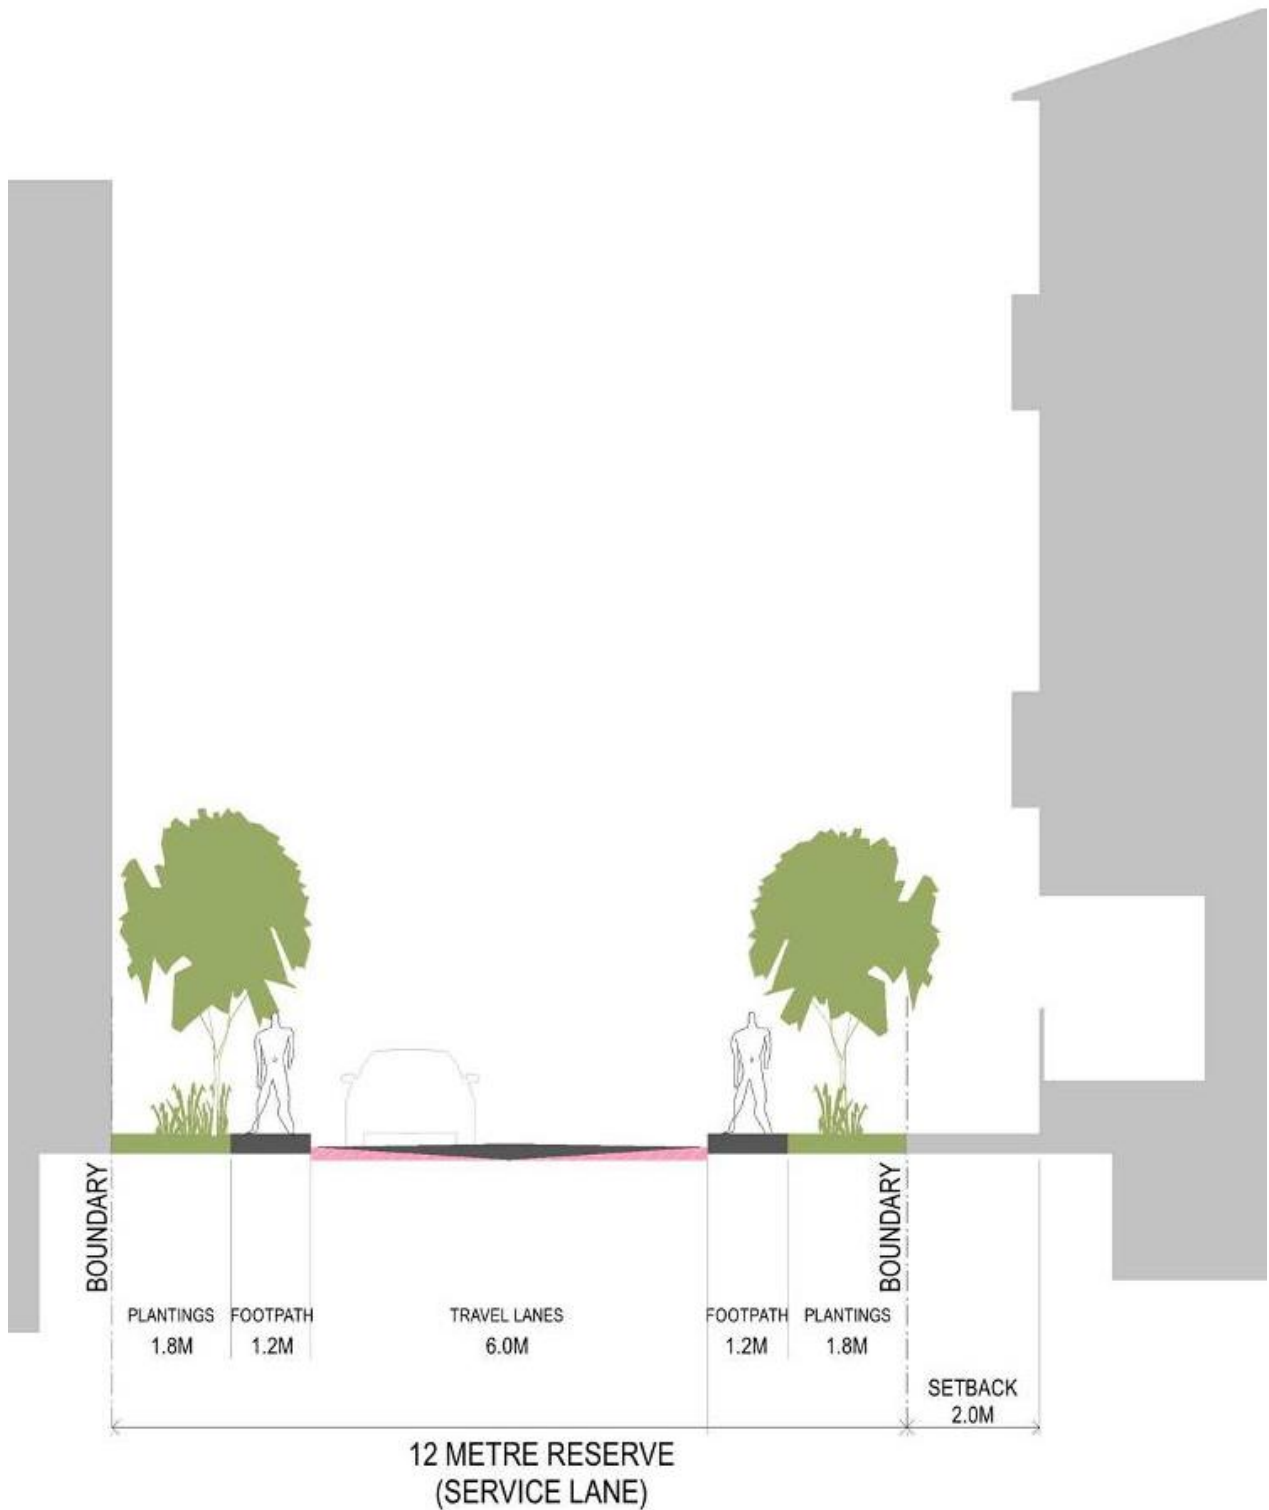 BOUNDARY
BOUNDARY
PLANTINGS
1.8M
FOOTPATH
1.2M
TRAVEL LANES
6.0M
FOOTPATH
1.2M
PLANTINGS
1.8M
SETBACK
2.0M
12 METRE RESERVE
(SERVICE LANE)